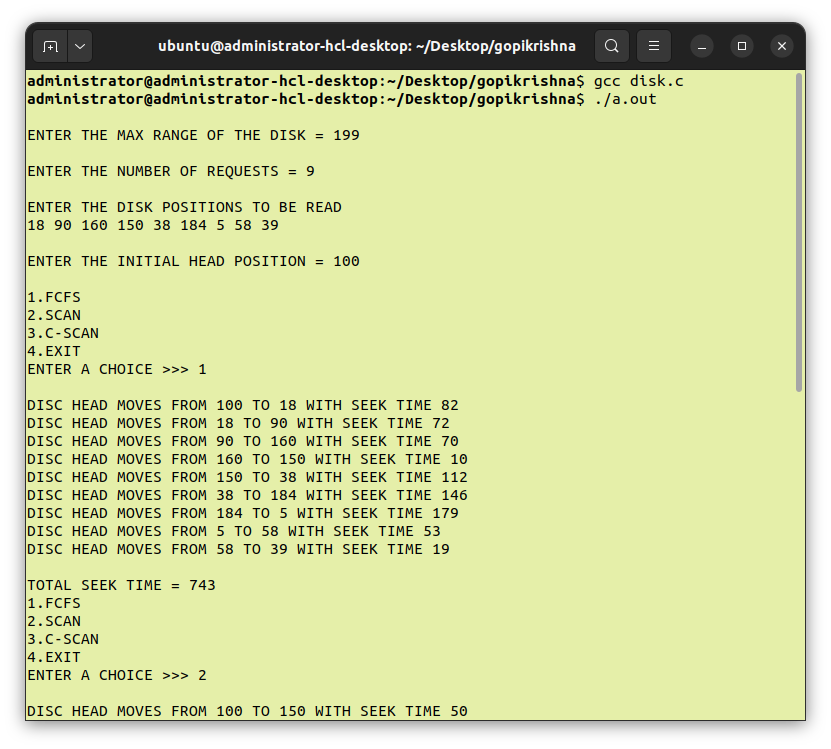 ubuntu@administrator-hcl-desktop: ~/Desktop/gopikrishna
administrator@administrator-hcl-desktop:~/Desktop/gopikrishna$ gcc disk.c
administrator@administrator-hcl-desktop:~/Desktop/gopikrishna$ ./a.out
ENTER THE MAX RANGE OF THE DISK = 199
ENTER THE NUMBER OF REQUESTS = 9
ENTER THE DISK POSITIONS TO BE READ
18 90 160 150 38 184 5 58 39
ENTER THE INITIAL HEAD POSITION = 100
1.FCFS
2.SCAN
3.C-SCAN
4.EXIT
ENTER A CHOICE >>> 1
DISC HEAD MOVES FROM 100 TO 18 WITH SEEK TIME 82
DISC HEAD MOVES FROM 18 TO 90 WITH SEEK TIME 72
DISC HEAD MOVES FROM 90 TO 160 WITH SEEK TIME 70
DISC HEAD MOVES FROM 160 TO 150 WITH SEEK TIME 10
DISC HEAD MOVES FROM 150 TO 38 WITH SEEK TIME 112
DISC HEAD MOVES FROM 38 TO 184 WITH SEEK TIME 146
DISC HEAD MOVES FROM 184 TO 5 WITH SEEK TIME 179
DISC HEAD MOVES FROM 5 TO 58 WITH SEEK TIME 53
DISC HEAD MOVES FROM 58 TO 39 WITH SEEK TIME 19
TOTAL SEEK TIME = 743
1.FCFS
2.SCAN
3.C-SCAN
4.EXIT
ENTER A CHOICE >>> 2
DISC HEAD MOVES FROM 100 TO 150 WITH SEEK TIME 50